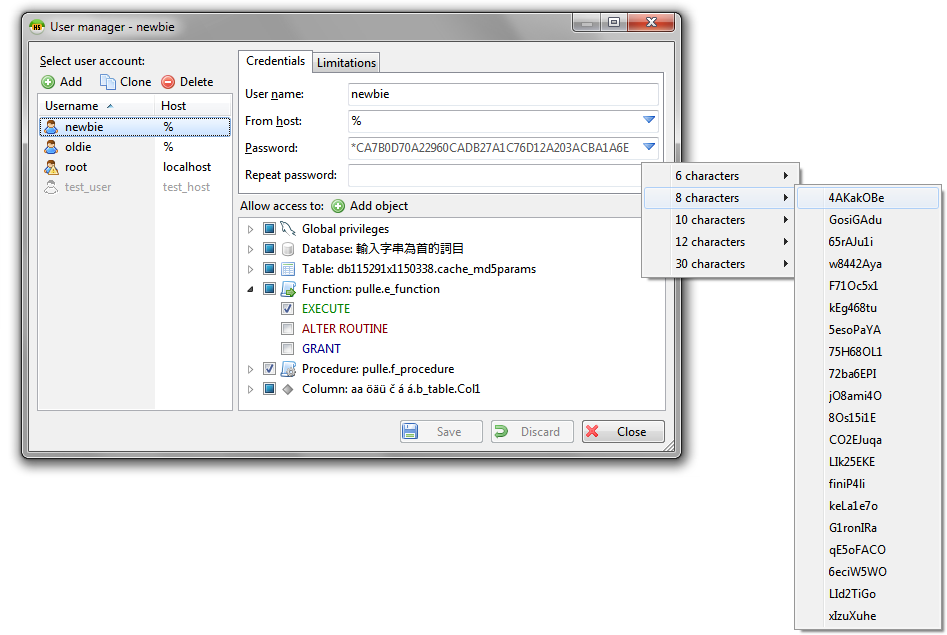 HS User manager - newbie
Select user account:
Add Clone Delete
Username Host
newbie %
oldie %
root localhost
test_user test_host
Credentials Limitations
User name: newbie
From host: %
Password: *CA7B0D70A22960CADB27A1C76D12A203ACBA1A6E
Repeat password:
Allow access to: Add object
Global privileges
Database: 輸入字串為首的詞目
Table: db115291x1150338.cache_md5params
Function: pulle.e_function
EXECUTE
ALTER ROUTINE
GRANT
Procedure: pulle.f_procedure
Column: aa öäü č á á.b_table.Col1
Save Discard Close
6 characters
8 characters
10 characters
12 characters
30 characters
4AKakOBe
GosiGAdu
65rAJu1i
w8442Aya
F71Oc5x1
kEg468tu
5esoPaYA
75H68OL1
72ba6EPI
jO8ami4O
8Os15i1E
CO2EJuqa
LIk25EKE
finiP4li
keLa1e7o
G1ronIRa
qE5oFACO
6eciW5WO
LId2TiGo
xIzuXuhe